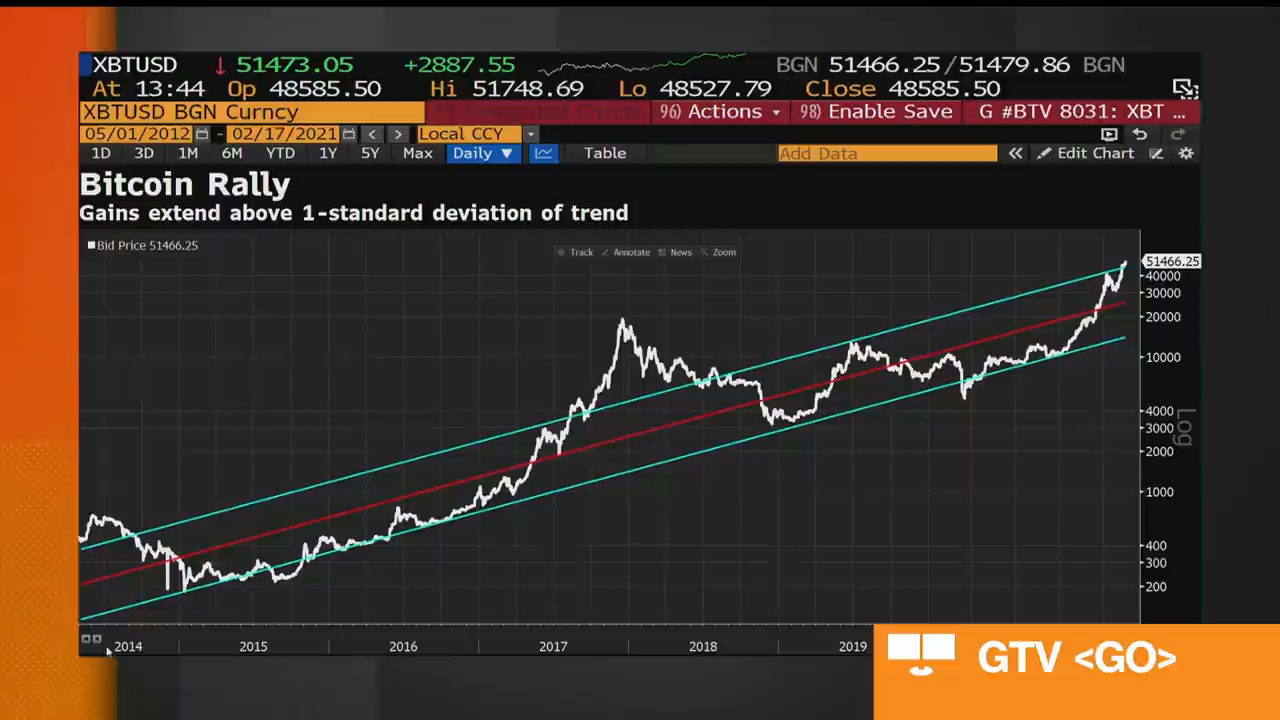 XBTUSD ↓ 51473.05 +2887.55 BGN 51466.25/51479.86 BGN
At 13:44 Op 48585.50 Hi 51748.69 Lo 48527.79 Close 48585.50
XBTUSD BGN Curncy 96) Actions 98) Enable Save G #BTV 8031: XBT ...
05/01/2012 - 02/17/2021 < > Local CCY
1D 3D 1M 6M YTD 1Y 5Y Max Daily ▼ Table Add Data « Edit Chart
Bitcoin Rally
Gains extend above 1-standard deviation of trend
Bid Price 51466.25
Track Annotate News Zoom
51466.25
40000
30000
20000
10000
4000
3000
2000
1000
400
300
200
Log
2014 2015 2016 2017 2018 2019
GTV <GO>